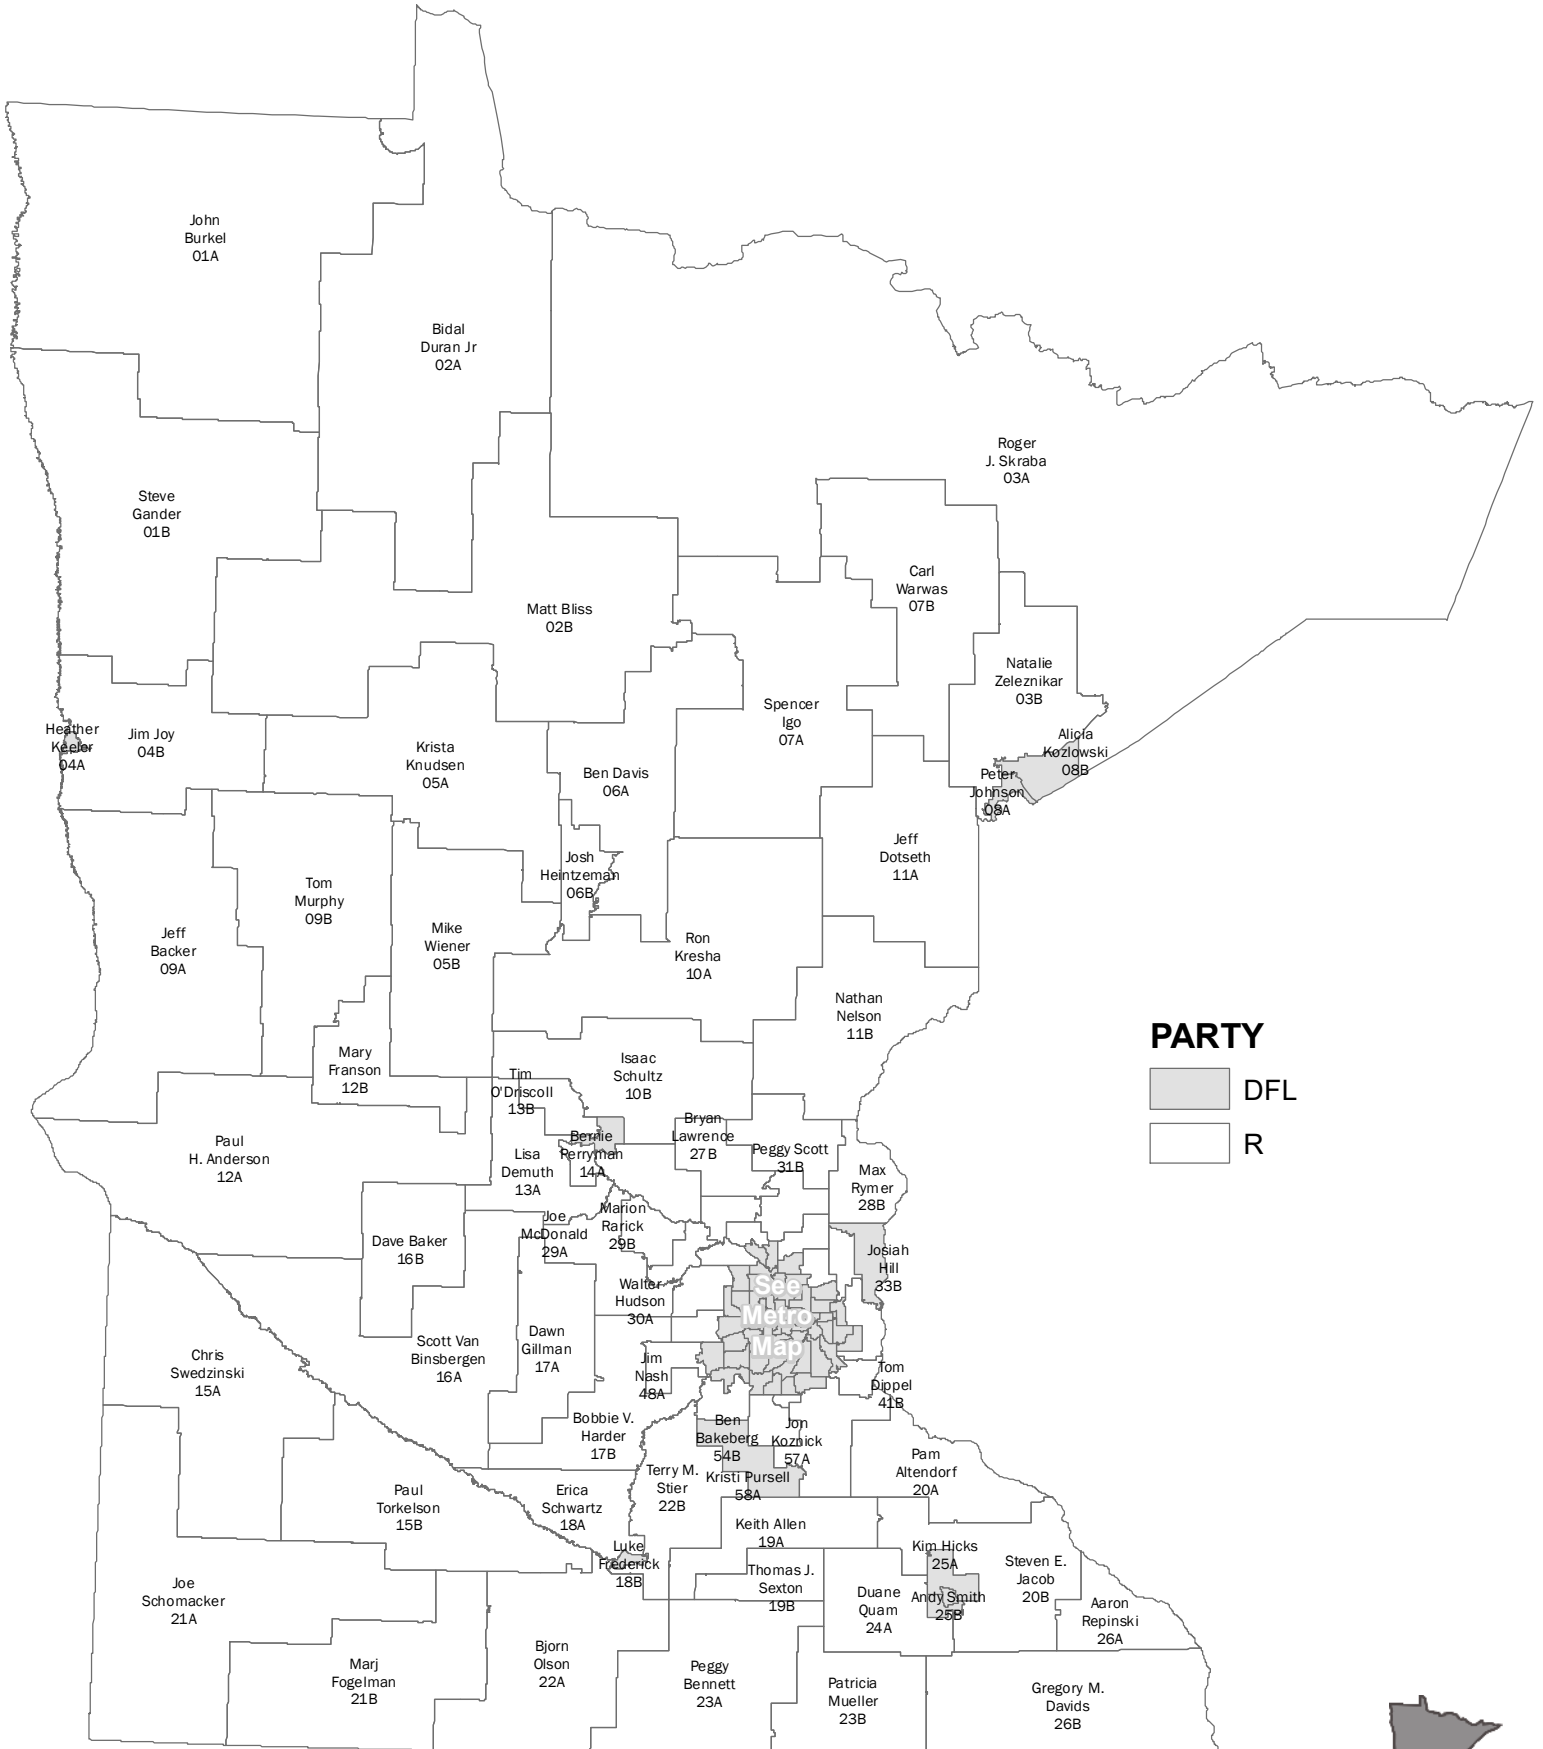 John
Burkel
01A
Bidal
Duran Jr
02A
Roger
J. Skraba
03A
Steve
Gander
01B
Carl
Warwas
07B
Matt Bliss
02B
Natalie
Zeleznikar
03B
Heather
Keeler
04A
Jim Joy
04B
Spencer
Igo
07A
Krista
Knudsen
05A
Alicia
Kozlowski
08B
Ben Davis
06A
Peter
Johnson
08A
Jeff
Dotseth
11A
Josh
Heintzeman
06B
Tom
Murphy
09B
Jeff
Backer
09A
Mike
Wiener
05B
Ron
Kresha
10A
Nathan
Nelson
11B
PARTY
DFL
R
Mary
Franson
12B
Isaac
Schultz
10B
Tim
O'Driscoll
13B
Bryan
Lawrence
27B
Bernie
Perryman
14A
Peggy Scott
31B
Paul
H. Anderson
12A
Lisa
Demuth
13A
Max
Rymer
28B
Marion
Rarick
29B
Joe
McDonald
29A
Dave Baker
16B
Josiah
Hill
33B
Walter
Hudson
30A
See
Metro
Map
Dawn
Gillman
17A
Scott Van
Binsbergen
16A
Chris
Swedzinski
15A
Jim
Nash
48A
Tom
Dippel
41B
Bobbie V.
Harder
17B
Ben
Bakeberg
54B
Jon
Koznick
57A
Pam
Altendorf
20A
Terry M.
Stier
22B
Kristi Pursell
58A
Paul
Torkelson
15B
Erica
Schwartz
18A
Keith Allen
19A
Luke
Frederick
18B
Kim Hicks
25A
Steven E.
Jacob
20B
Thomas J.
Sexton
19B
Joe
Schomacker
21A
Duane
Quam
24A
Andy Smith
25B
Aaron
Repinski
26A
Bjorn
Olson
22A
Marj
Fogelman
21B
Peggy
Bennett
23A
Patricia
Mueller
23B
Gregory M.
Davids
26B